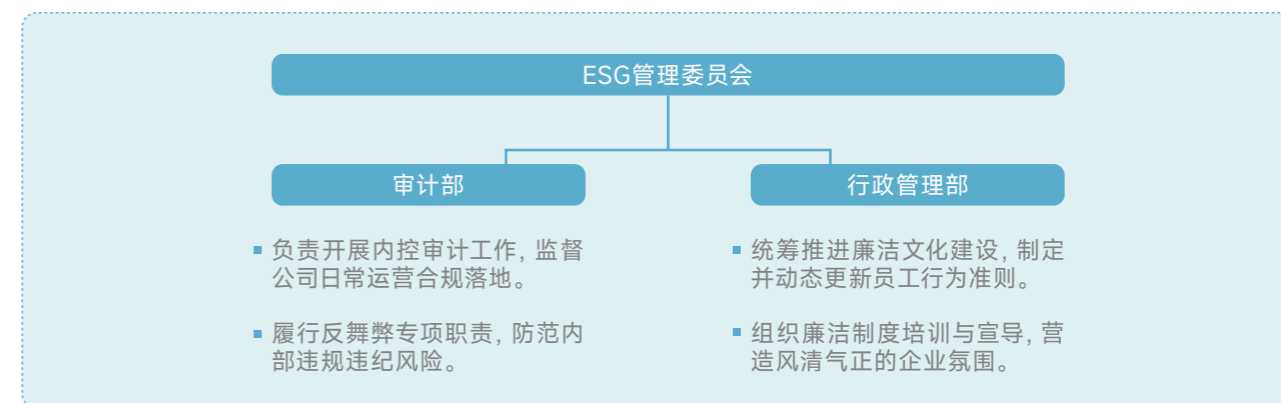 ESG管理委员会
审计部
负责开展内控审计工作，监督
公司日常运营合规落地。
履行反舞弊专项职责，防范内
部违规违纪风险。
行政管理部
统筹推进廉洁文化建设，制定
并动态更新员工行为准则。
组织廉洁制度培训与宣导，营
造风清气正的企业氛围。